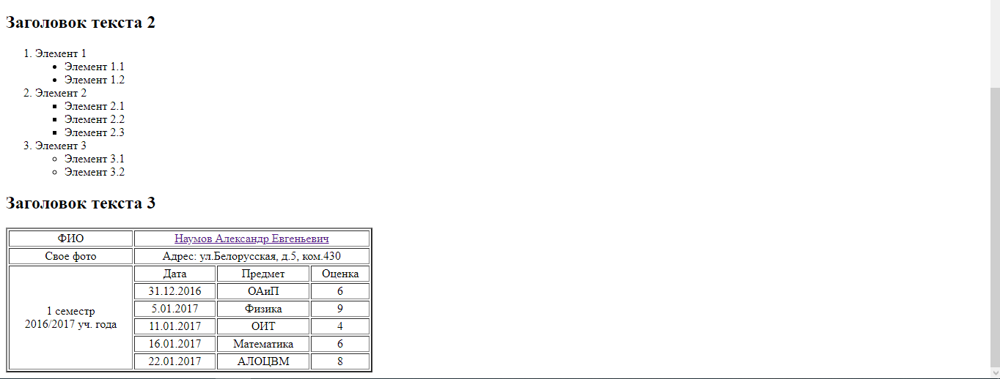 Заголовок текста 2
1. Элемент 1
• Элемент 1.1
• Элемент 1.2
2. Элемент 2
▪ Элемент 2.1
▪ Элемент 2.2
▪ Элемент 2.3
3. Элемент 3
◦ Элемент 3.1
◦ Элемент 3.2
Заголовок текста 3
ФИО Наумов Александр Евгеньевич
Свое фото Адрес: ул.Белорусская, д.5, ком.430
1 семестр
2016/2017 уч. года
Дата Предмет Оценка
31.12.2016 ОАиП 6
5.01.2017 Физика 9
11.01.2017 ОИТ 4
16.01.2017 Математика 6
22.01.2017 АЛОЦВМ 8